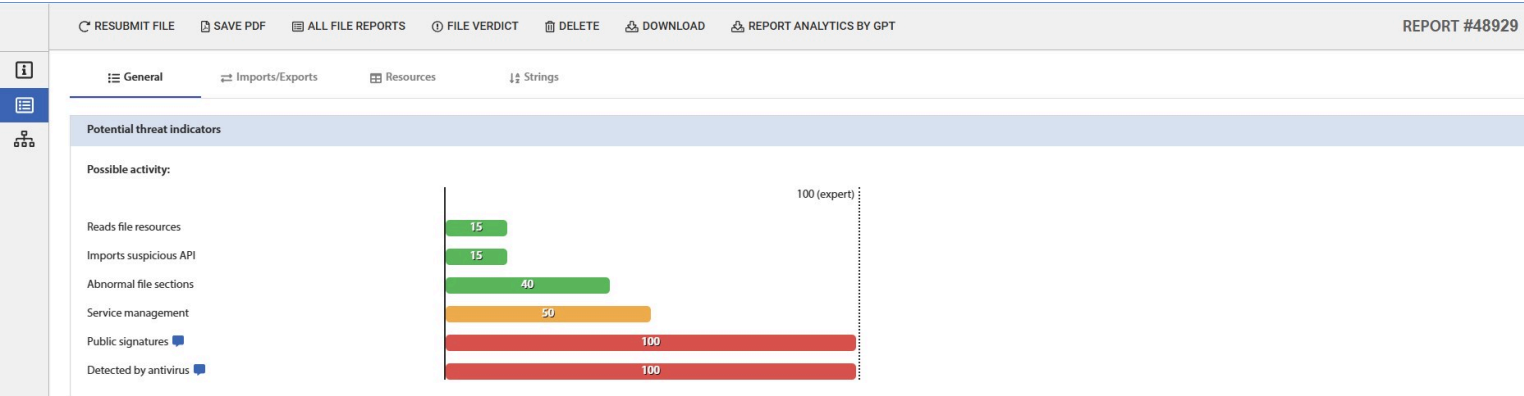 RESUBMIT FILE SAVE PDF ALL FILE REPORTS FILE VERDICT DELETE DOWNLOAD REPORT ANALYTICS BY GPT REPORT #48929
General Imports/Exports Resources Strings
Potential threat indicators
Possible activity:
100 (expert)
Reads file resources 15
Imports suspicious API 15
Abnormal file sections 40
Service management 50
Public signatures 100
Detected by antivirus 100